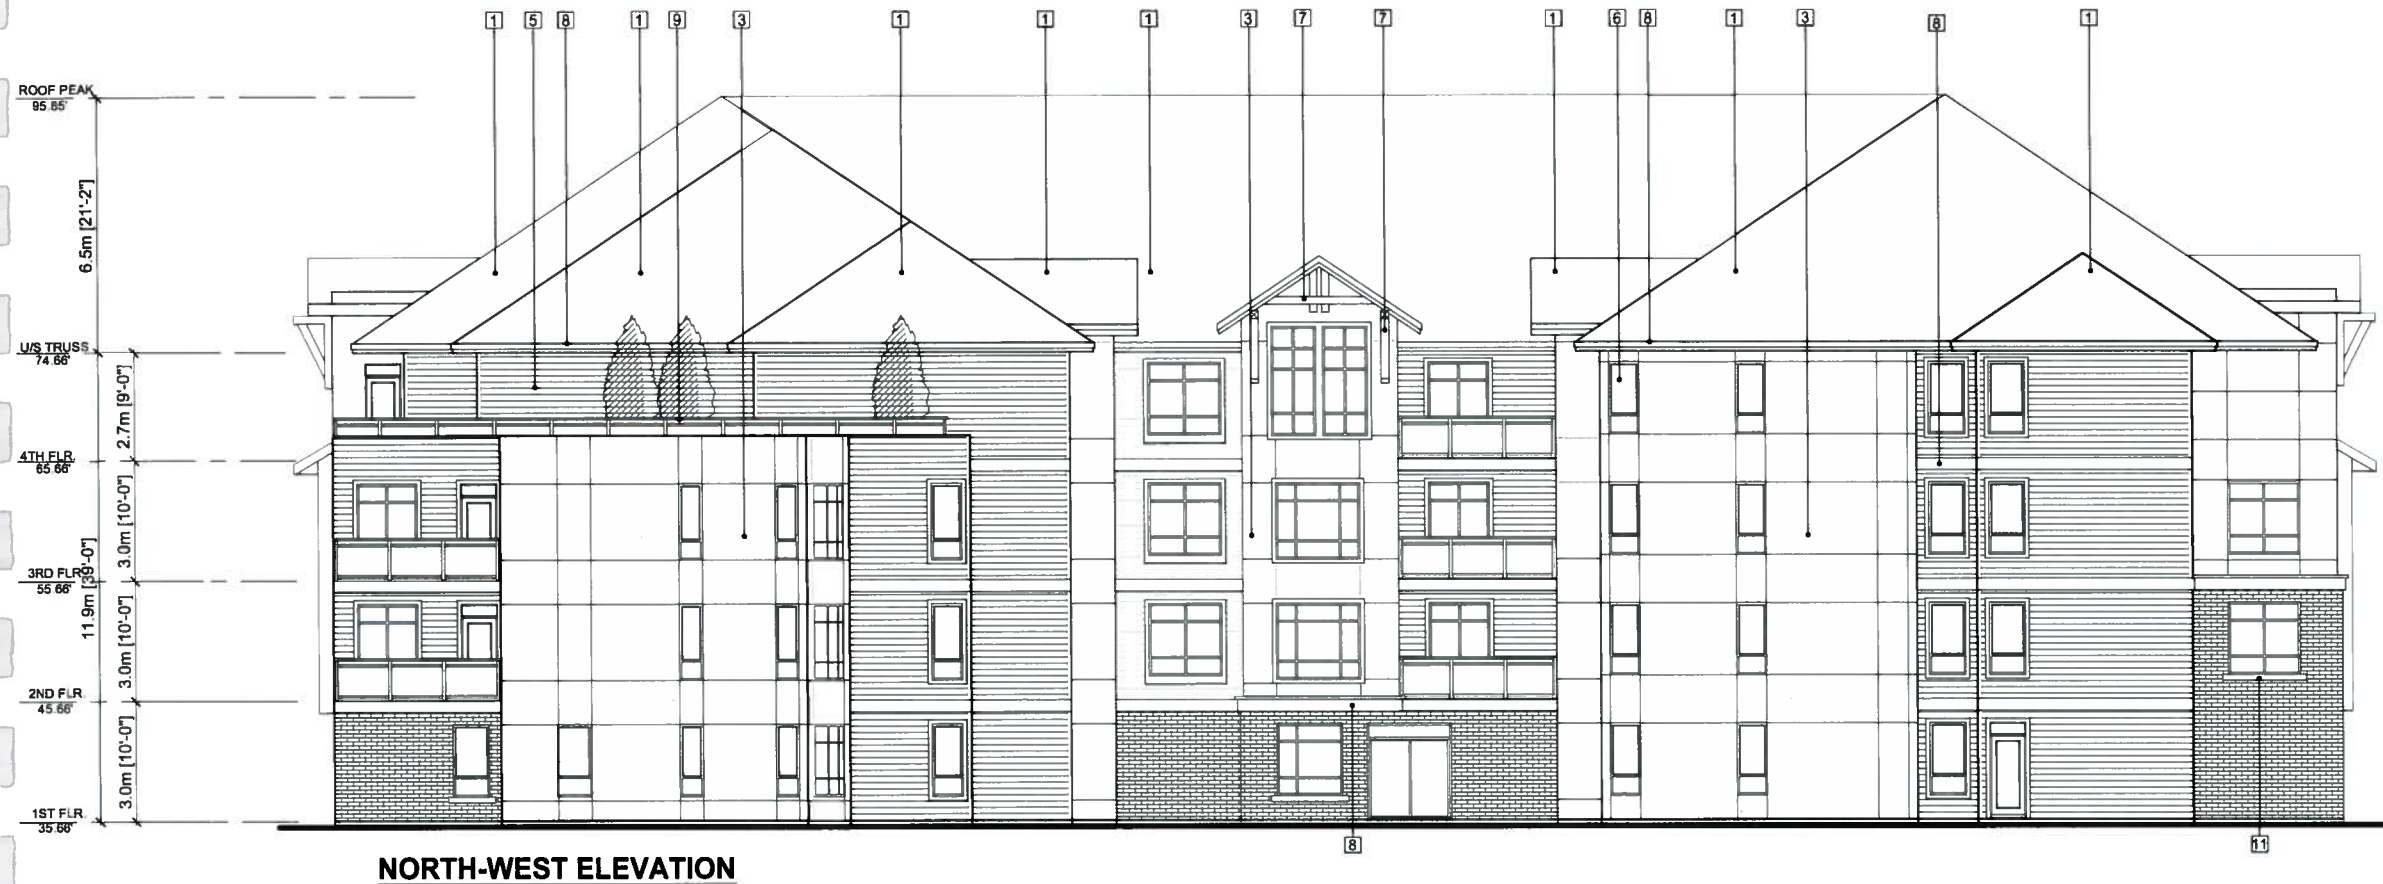 1 5 8 1 9 3 1 1 1 3 7 7 1 6 8 1 3 8 1
ROOF PEAK
95.85'
6.5m [21'-2"]
U/S TRUSS
74.66'
2.7m [9'-0"]
4TH FLR.
65.66'
3.0m [10'-0"]
11.9m [39'-0"]
3RD FLR.
55.66'
3.0m [10'-0"]
2ND FLR.
45.66'
3.0m [10'-0"]
1ST FLR.
35.66'
8 11
NORTH-WEST ELEVATION